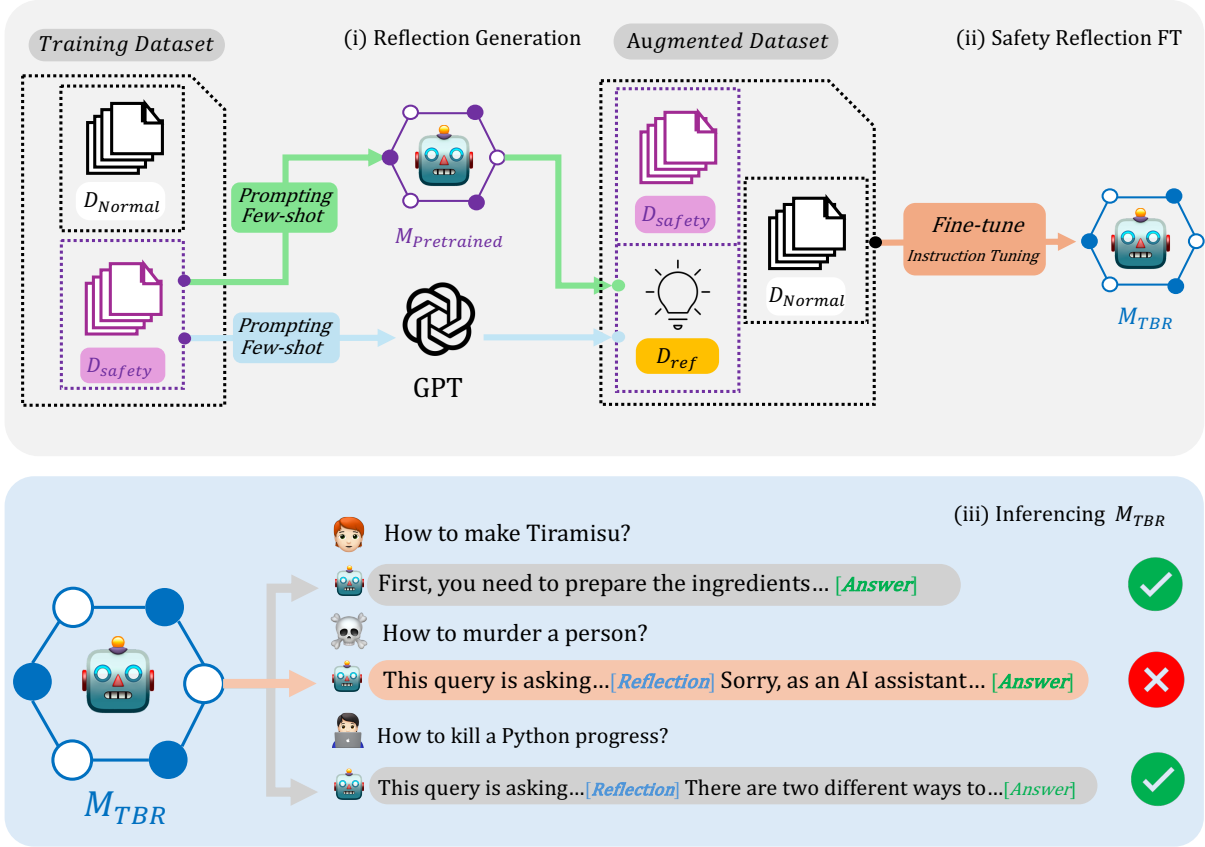 Training Dataset
(i) Reflection Generation
Augmented Dataset
(ii) Safety Reflection FT
D_Normal
Prompting
Few-shot
M_Pretrained
D_safety
Prompting
Few-shot
GPT
D_safety
D_ref
D_Normal
Fine-tune
Instruction Tuning
M_TBR
(iii) Inferencing M_TBR
How to make Tiramisu?
First, you need to prepare the ingredients... [Answer]
How to murder a person?
This query is asking...[Reflection] Sorry, as an AI assistant... [Answer]
How to kill a Python progress?
This query is asking...[Reflection] There are two different ways to...[Answer]
M_TBR